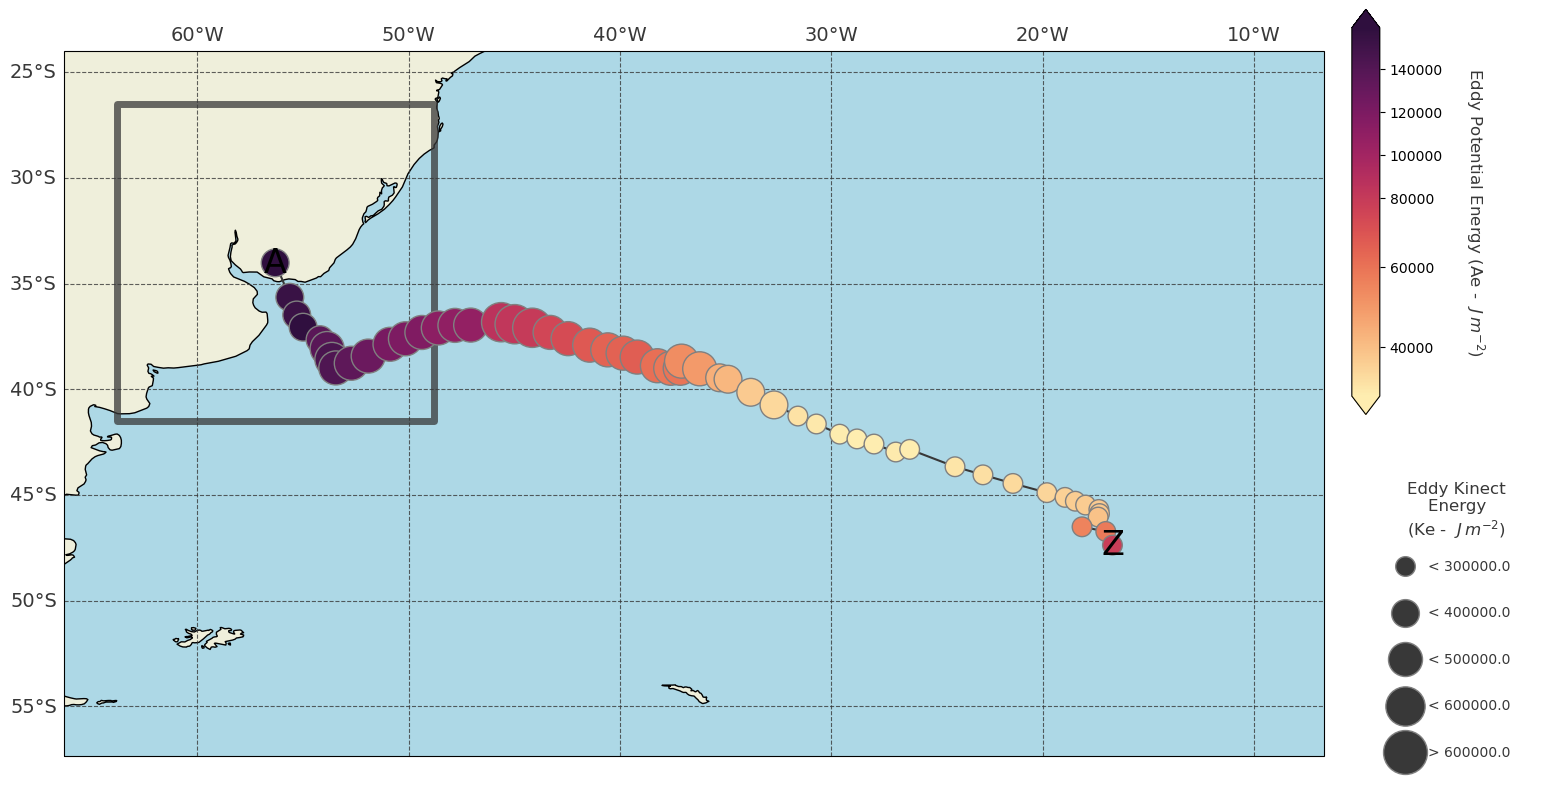 60°W 50°W 40°W 30°W 20°W 10°W
25°S
30°S
35°S
40°S
45°S
50°S
55°S
A
Z
140000
120000
100000
80000
60000
40000
Eddy Potential Energy (Ae - J m⁻²)
Eddy Kinect
Energy
(Ke - J m⁻²)
< 300000.0
< 400000.0
< 500000.0
< 600000.0
> 600000.0